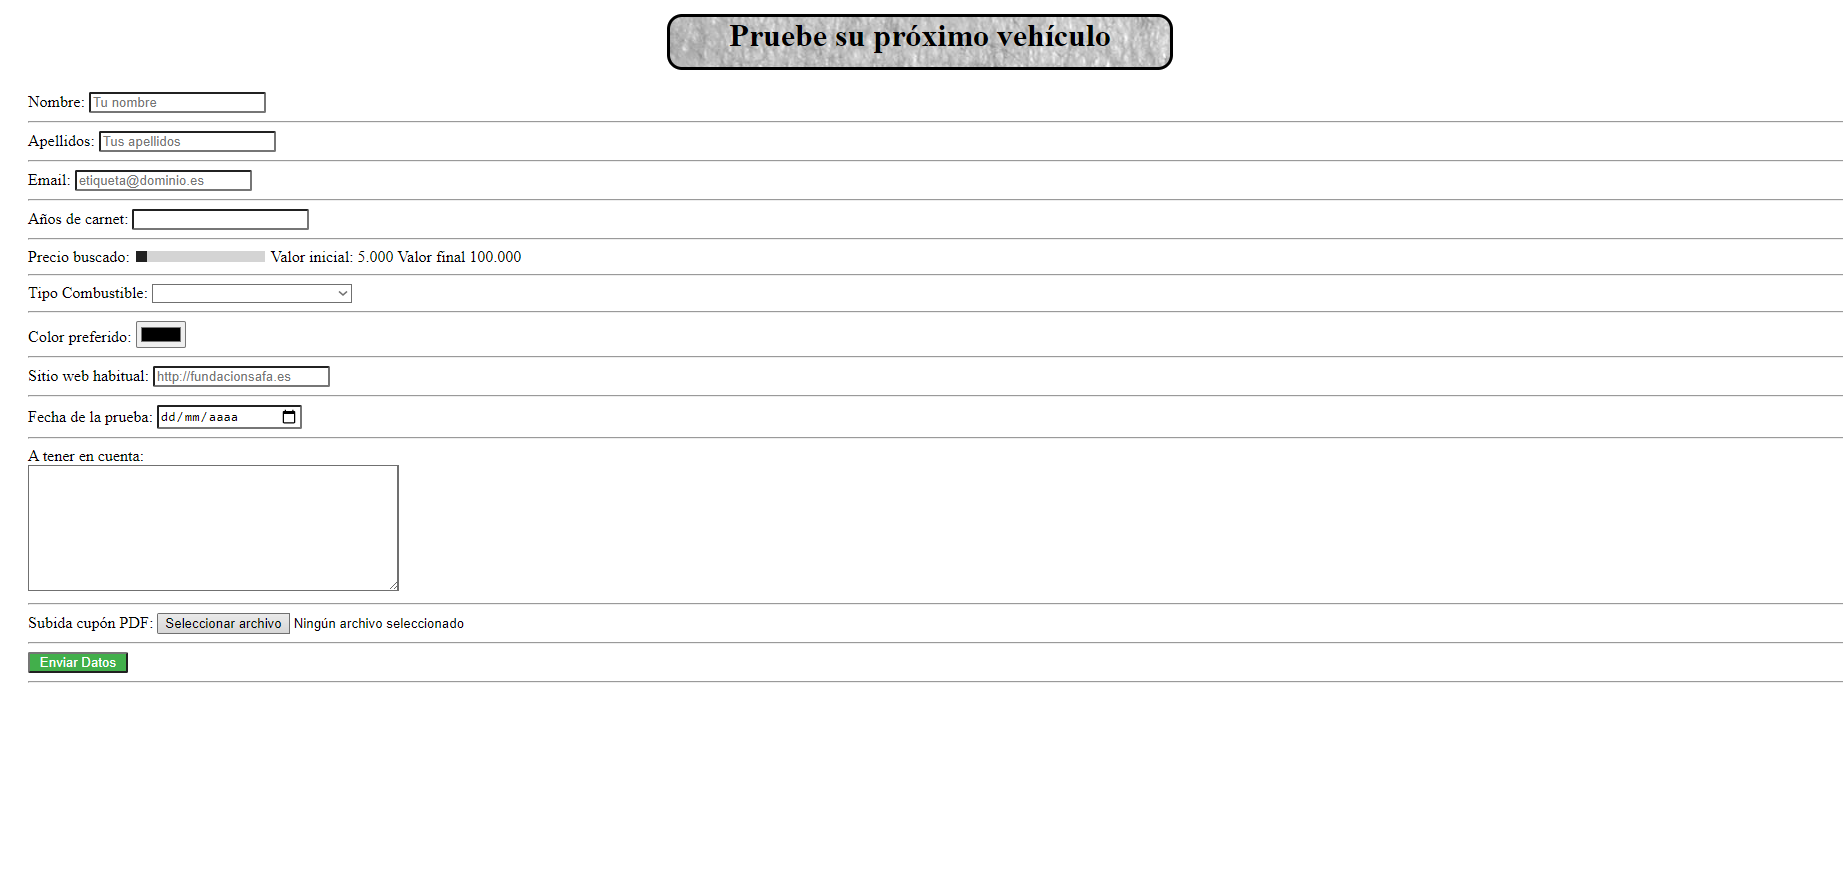 Pruebe su próximo vehículo
Nombre: Tu nombre
Apellidos: Tus apellidos
Email: etiqueta@dominio.es
Años de carnet:
Precio buscado: Valor inicial: 5.000 Valor final 100.000
Tipo Combustible:
Color preferido:
Sitio web habitual: http://fundacionsafa.es
Fecha de la prueba: dd/mm/aaaa
A tener en cuenta:
Subida cupón PDF: Seleccionar archivo Ningún archivo seleccionado
Enviar Datos